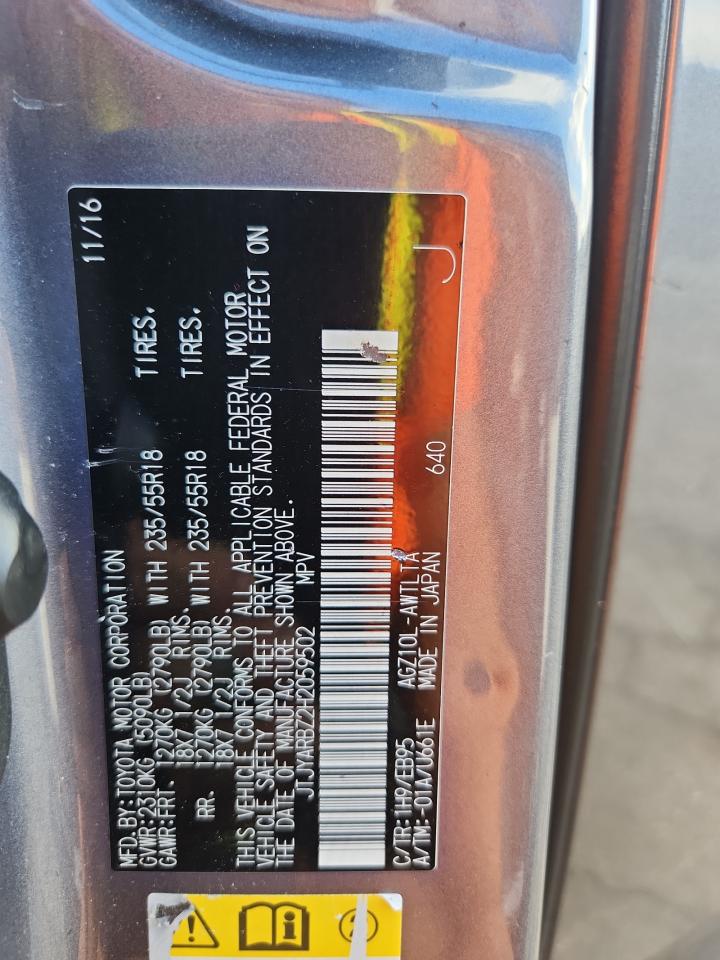 MFD. BY: TOYOTA MOTOR CORPORATION 11/16
GVWR: 2310KG (5090LB)
GAWR: FRT. 1270KG (2790LB) WITH 235/55R18 TIRES.
18X7 1/2J RIMS.
RR. 1270KG (2790LB) WITH 235/55R18 TIRES.
18X7 1/2J RIMS.
THIS VEHICLE CONFORMS TO ALL APPLICABLE FEDERAL MOTOR
VEHICLE SAFETY AND THEFT PREVENTION STANDARDS IN EFFECT ON
THE DATE OF MANUFACTURE SHOWN ABOVE.
JTJYARBZ2H2059502 MPV
C/TR: 1H9/EB95 AGZ10L-AWTLTA 640 J
A/TM: -01A/U661E MADE IN JAPAN